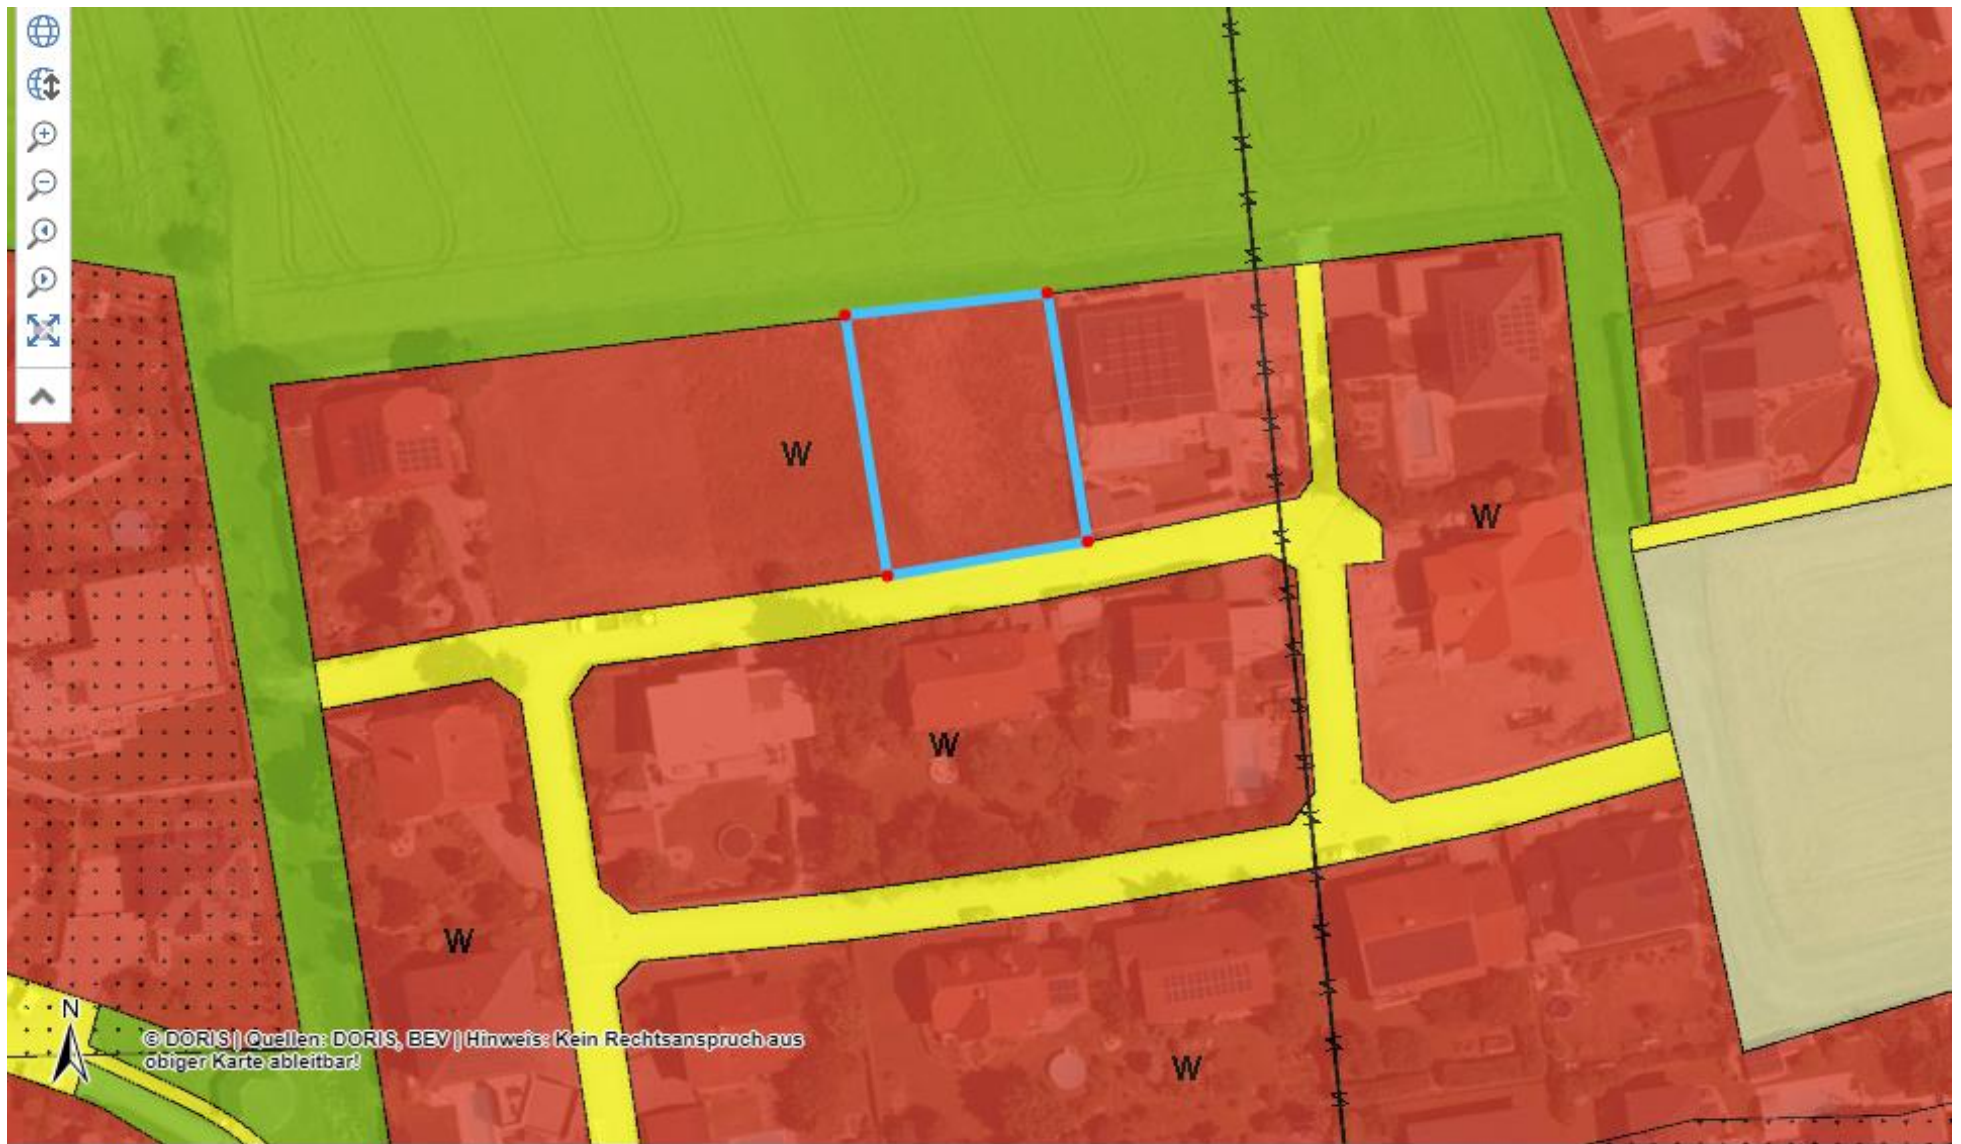 W
W
W
W
N
© DORIS | Quellen: DORIS, BEV | Hinweis: Kein Rechtsanspruch aus
obiger Karte ableitbar!
W